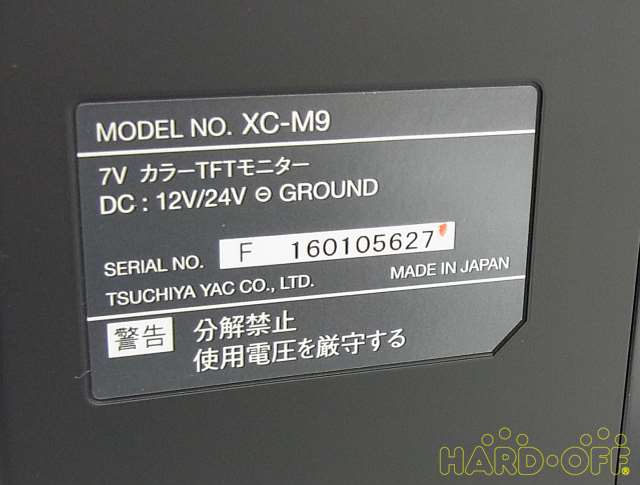 MODEL NO. XC-M9
7V カラーTFTモニター
DC : 12V/24V ⊖ GROUND
SERIAL NO. F 160105627
TSUCHIYA YAC CO., LTD. MADE IN JAPAN
警告 分解禁止
使用電圧を厳守する
HARD・OFF®